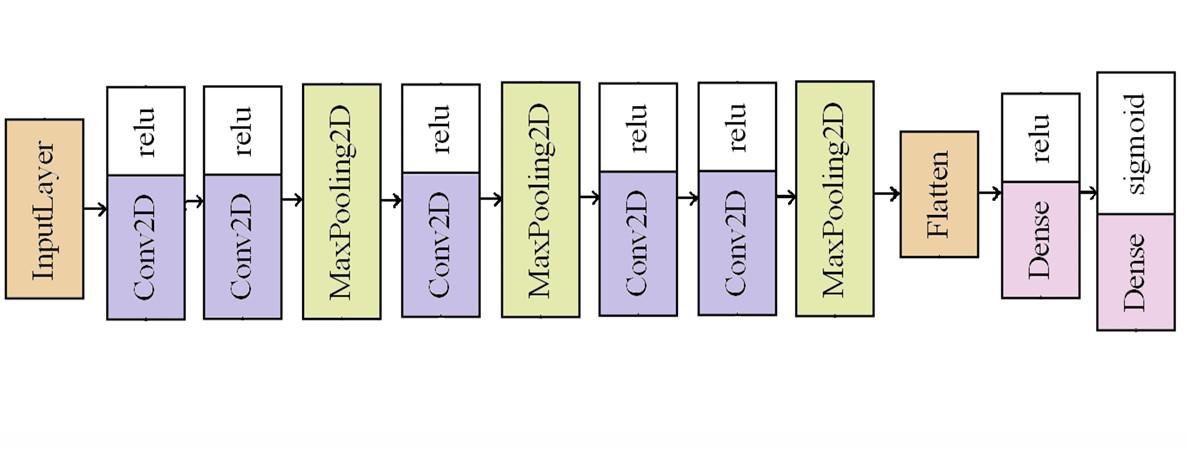 InputLayer
relu
Conv2D
relu
Conv2D
MaxPooling2D
relu
Conv2D
MaxPooling2D
relu
Conv2D
relu
Conv2D
MaxPooling2D
Flatten
relu
Dense
sigmoid
Dense